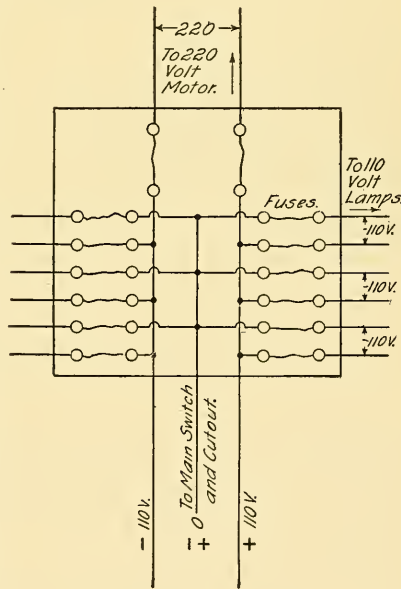 220
To 220
Volt
Motor.
Fuses.
To 110
Volt
Lamps.
-110V.
-110V.
-110V.
- 110V.
- 0 To Main Switch
+ and Cutout.
+ 110V.